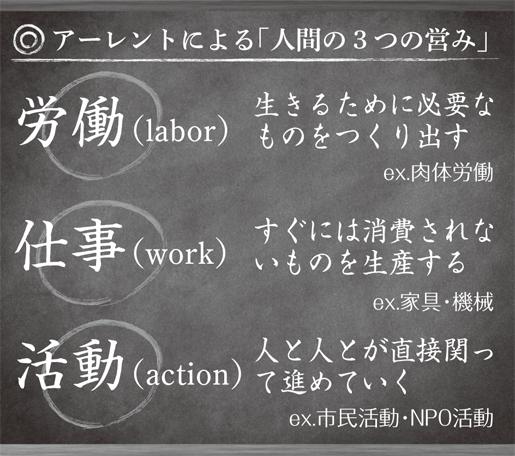 ◎アーレントによる「人間の3つの営み」
労働(labor)
生きるために必要な
ものをつくり出す
ex.肉体労働
仕事(work)
すぐには消費されな
いものを生産する
ex.家具・機械
活動(action)
人と人とが直接関っ
て進めていく
ex.市民活動・NPO活動